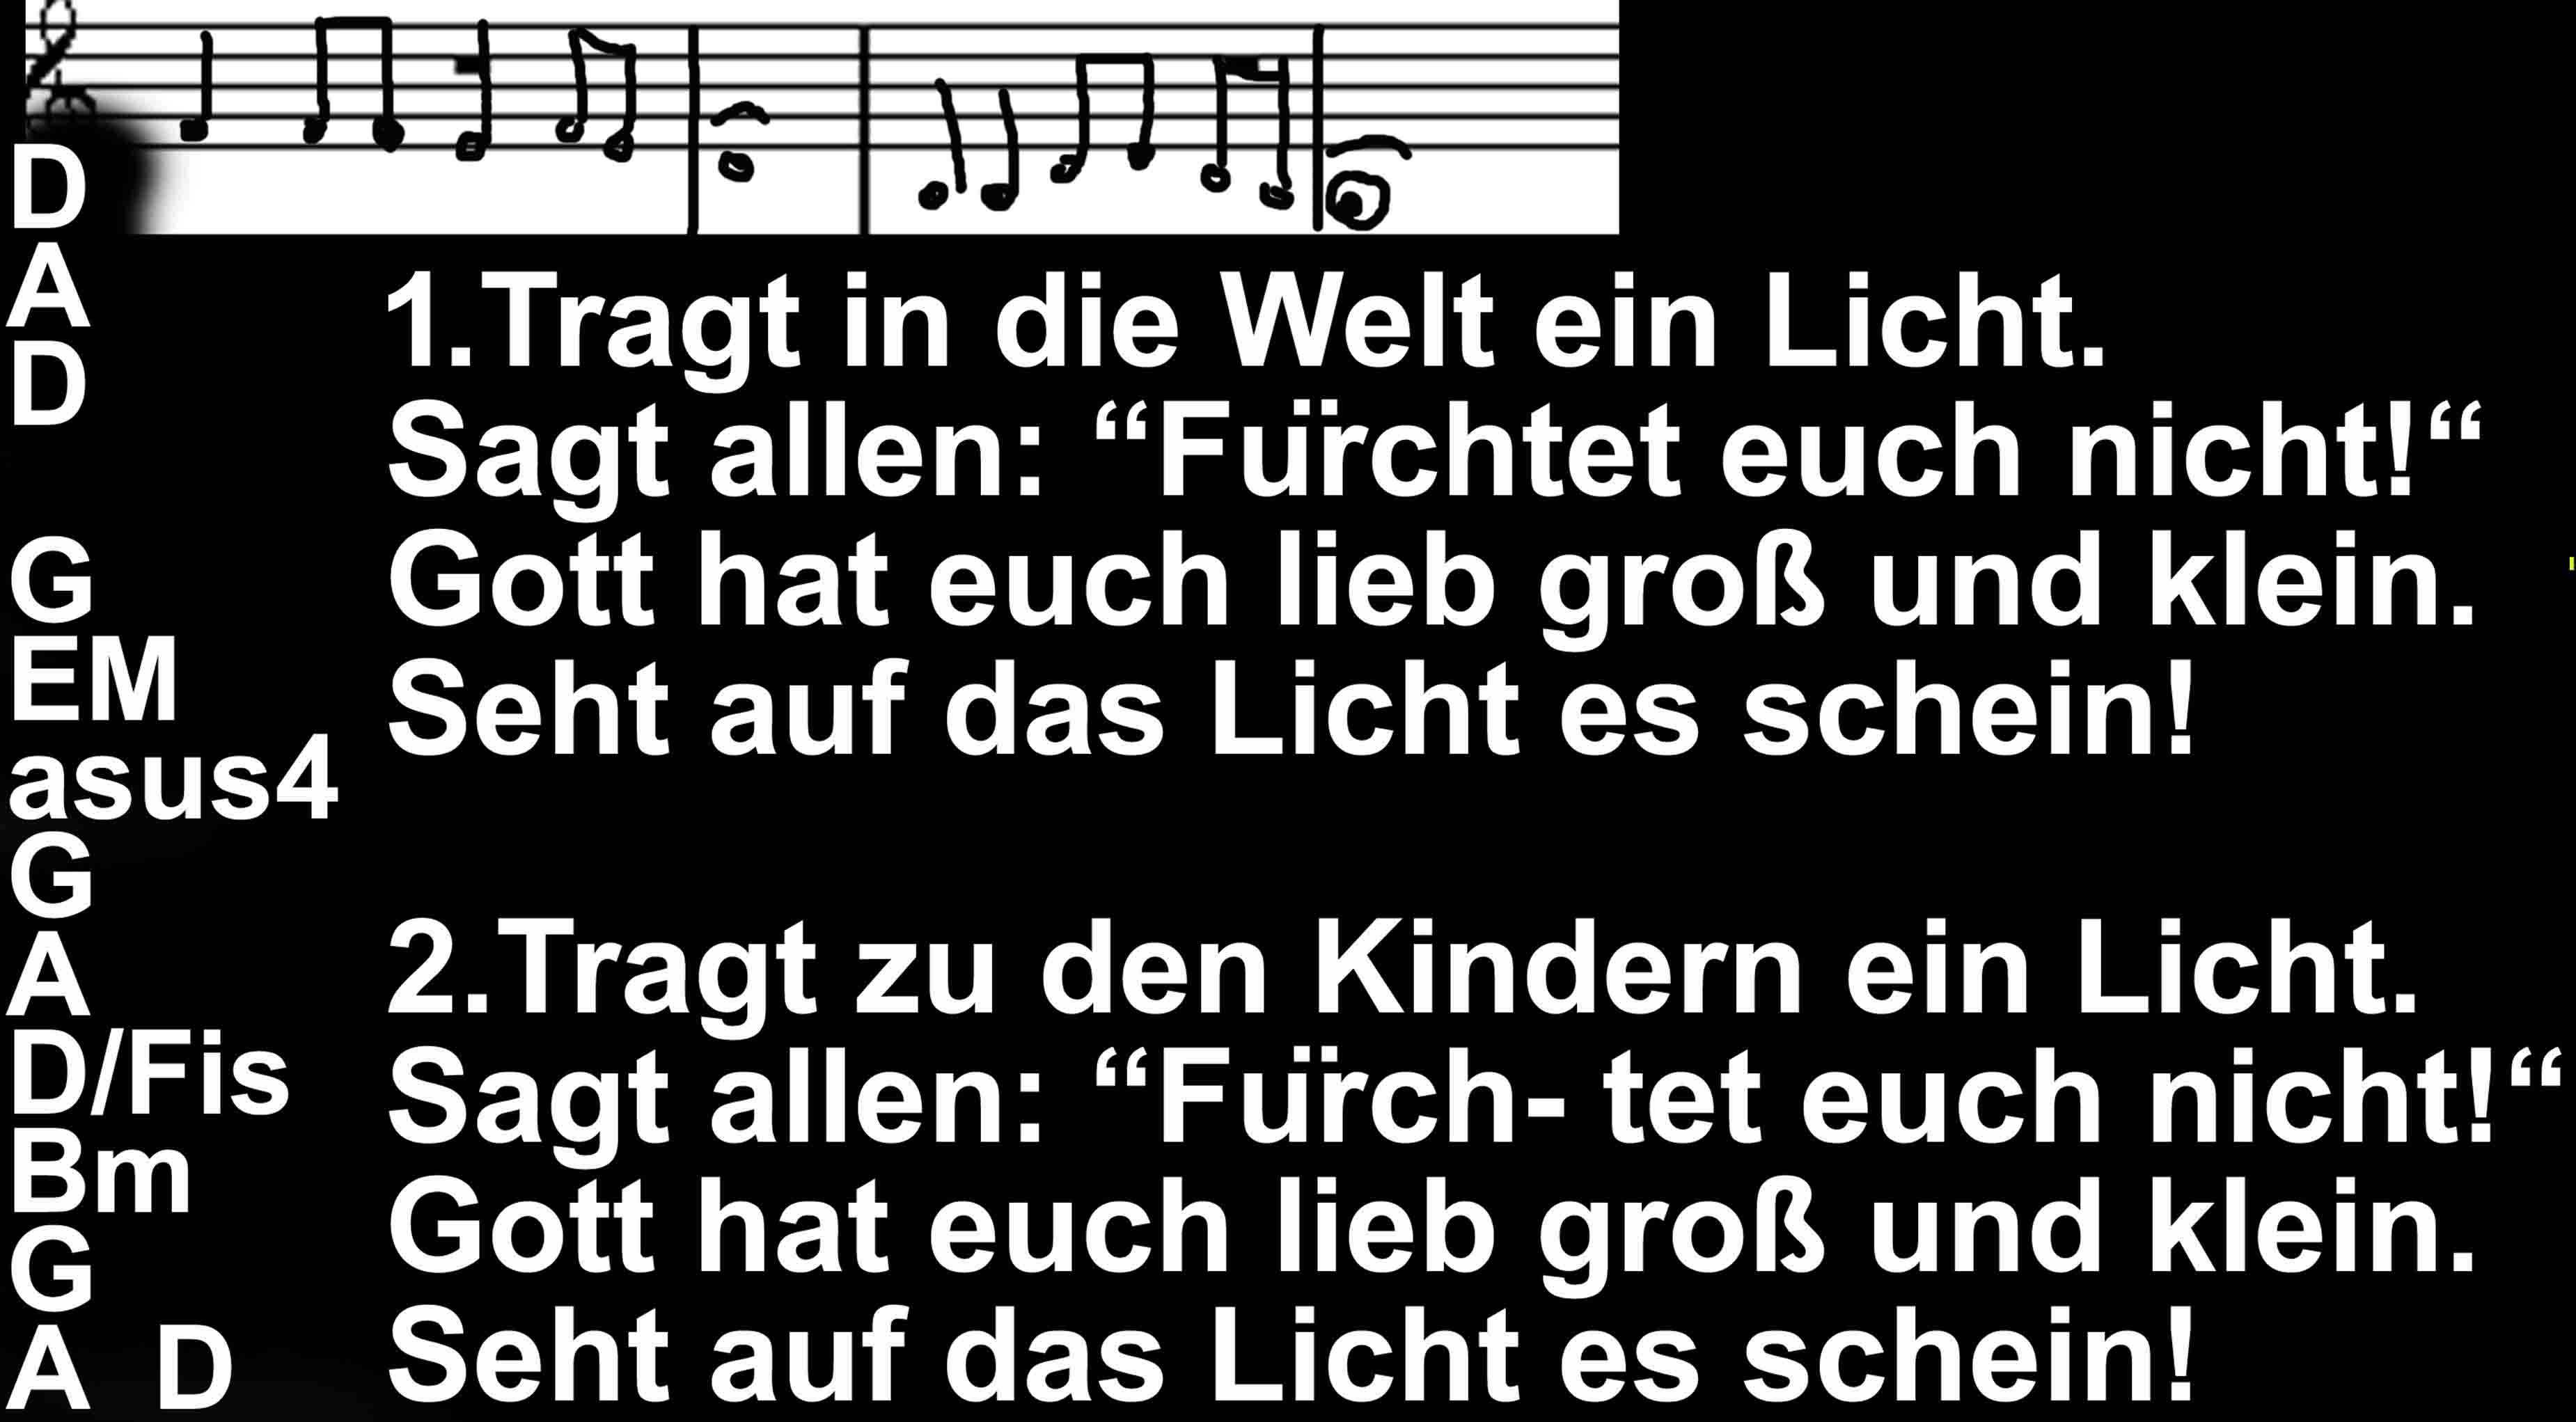 D
A
D
G
EM
asus4
G
A
D/Fis
Bm
G
A D
1.Tragt in die Welt ein Licht.
Sagt allen: “Fürchtet euch nicht!“
Gott hat euch lieb groß und klein.
Seht auf das Licht es schein!
2.Tragt zu den Kindern ein Licht.
Sagt allen: “Fürch- tet euch nicht!“
Gott hat euch lieb groß und klein.
Seht auf das Licht es schein!